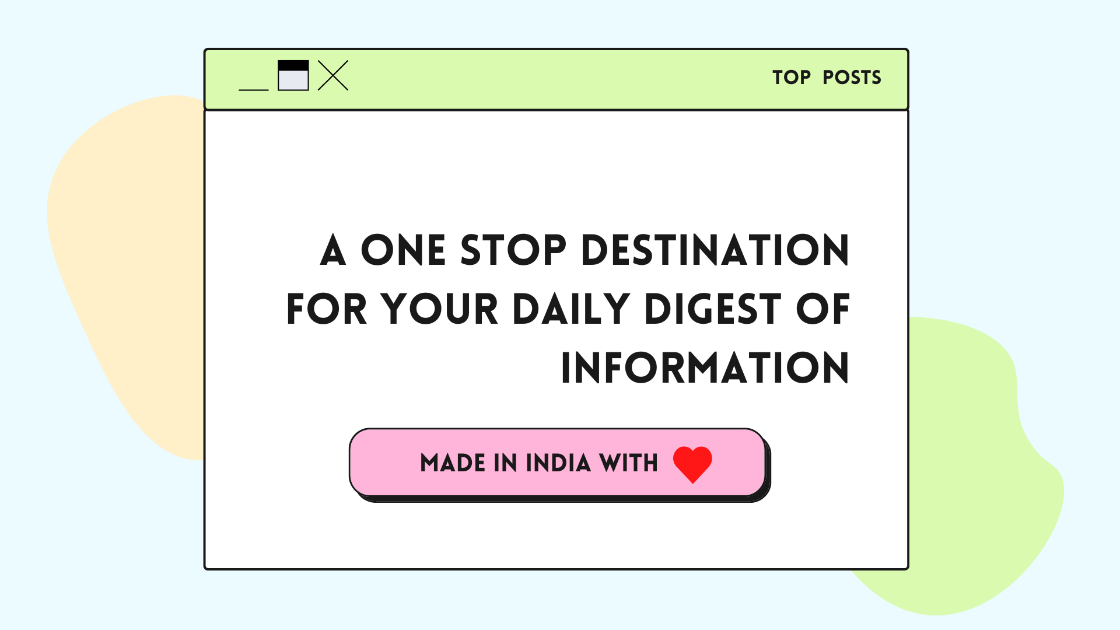 TOP POSTS
A ONE STOP DESTINATION
FOR YOUR DAILY DIGEST OF
INFORMATION
MADE IN INDIA WITH